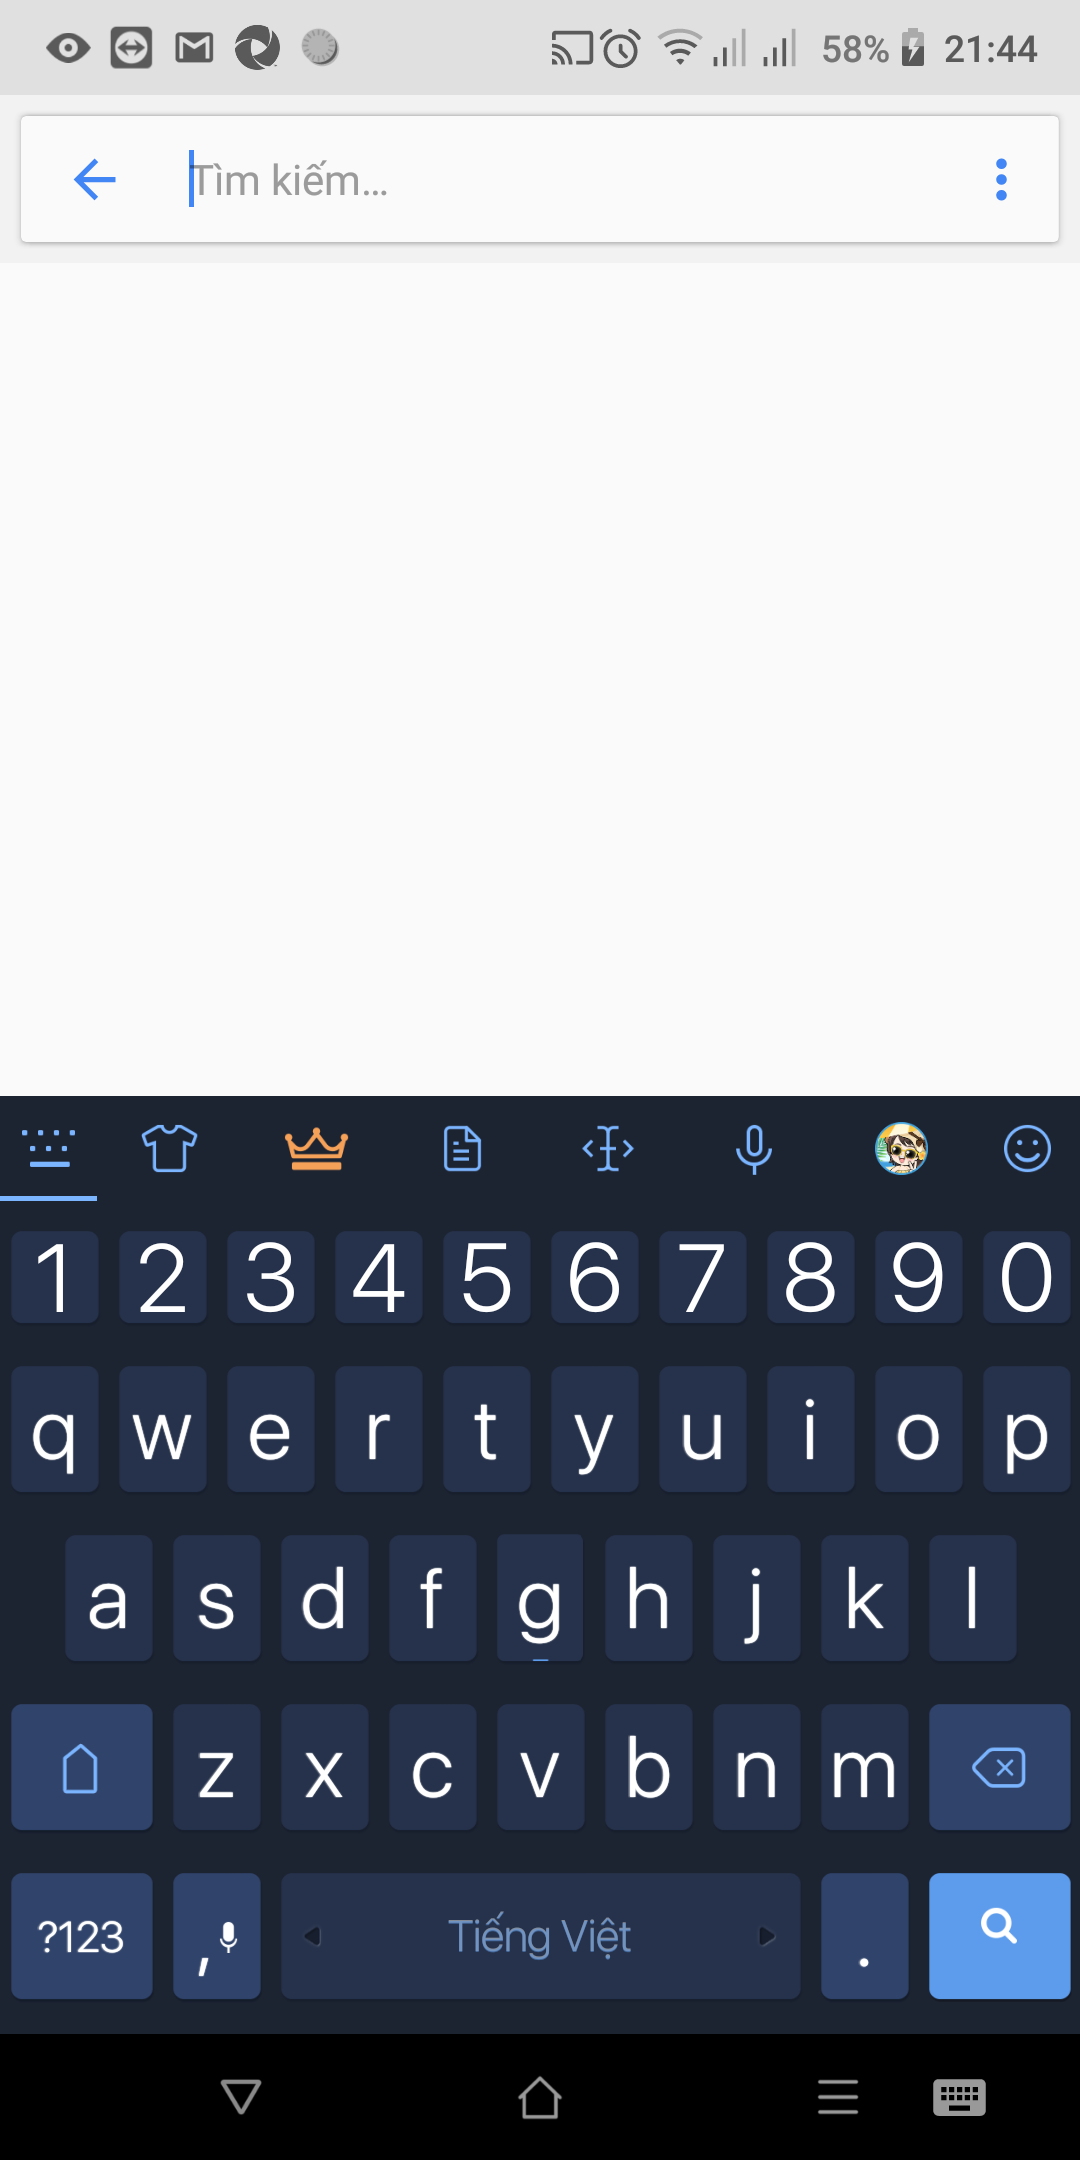 58% 21:44
Tìm kiếm...
1 2 3 4 5 6 7 8 9 0
q w e r t y u i o p
a s d f g h j k l
z x c v b n m
?123 , Tiếng Việt .